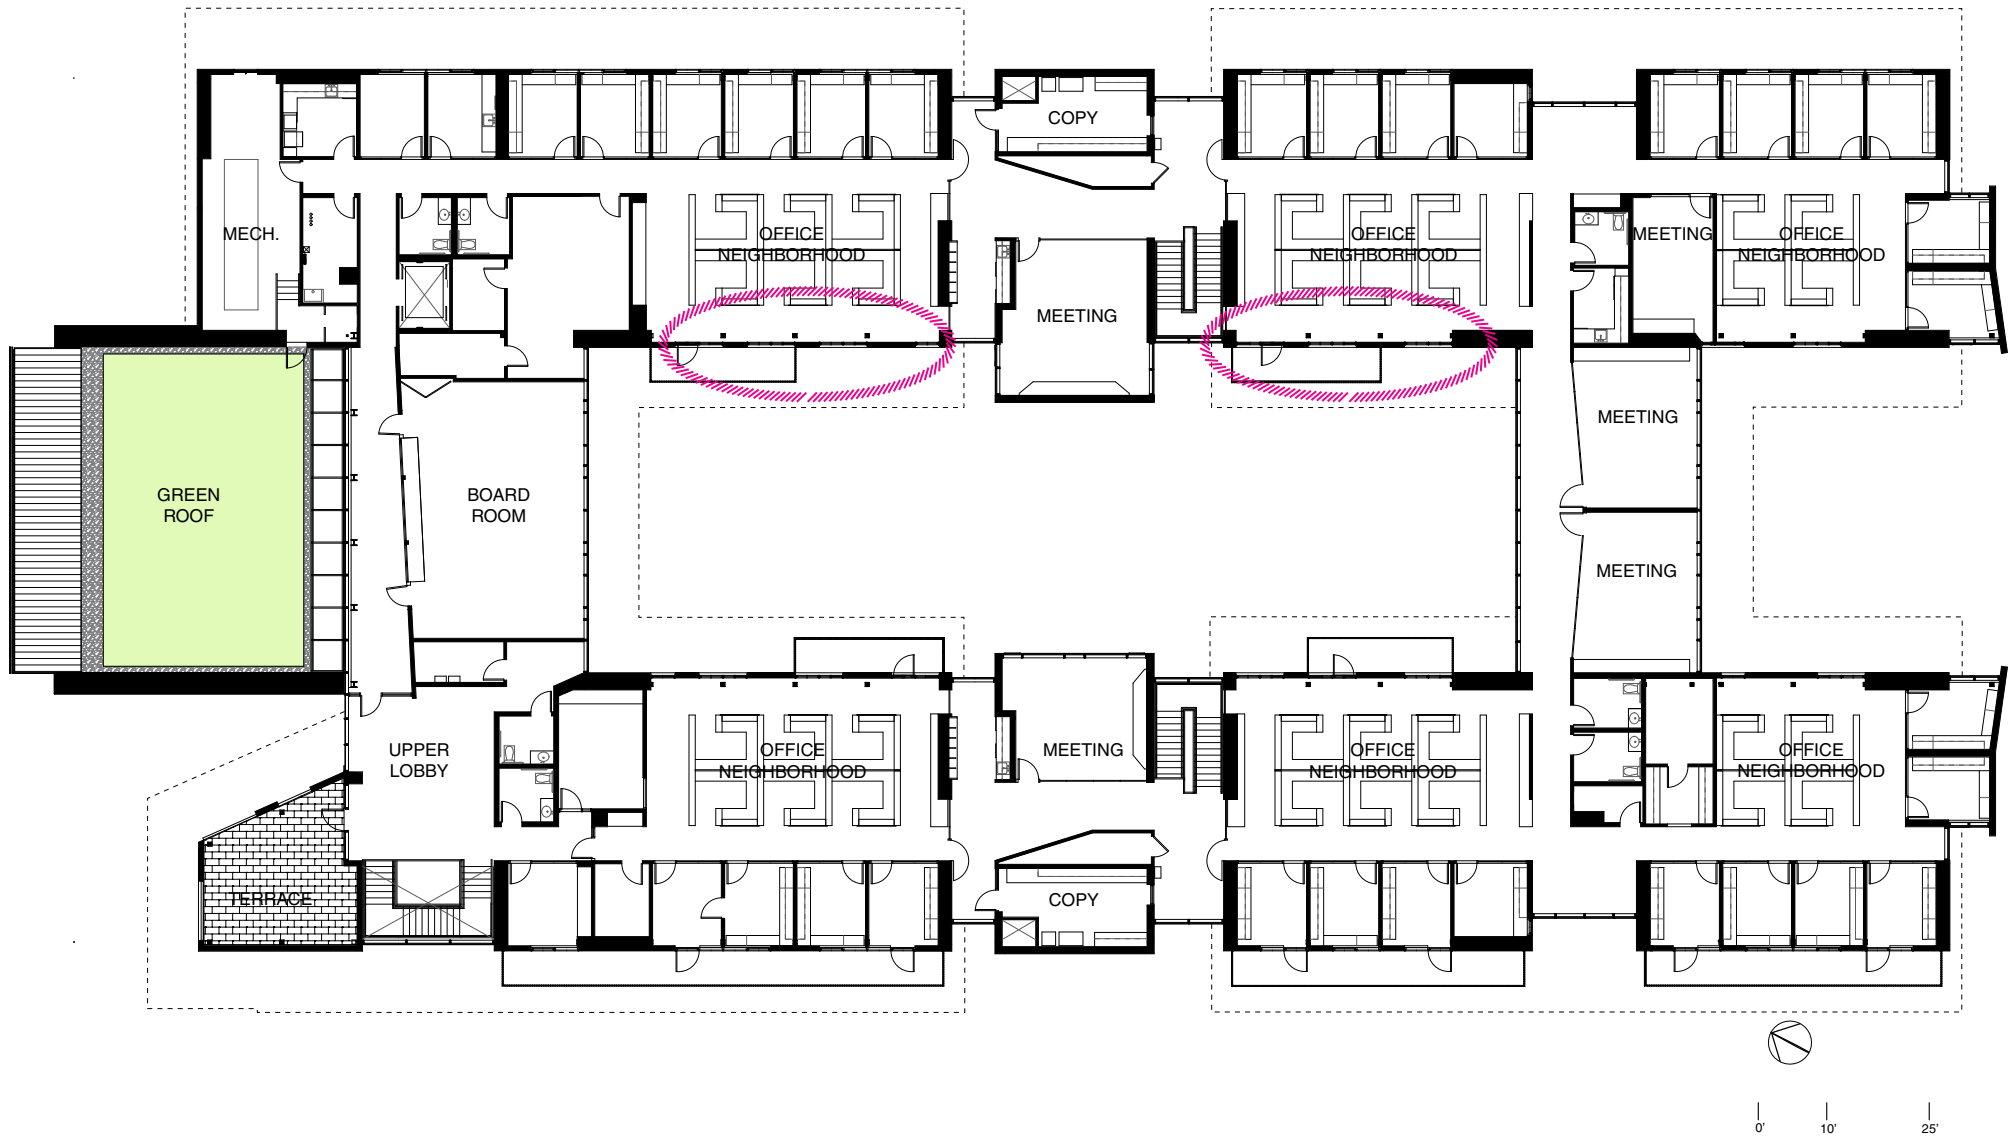 COPY
MECH.
OFFICE
NEIGHBORHOOD
OFFICE
NEIGHBORHOOD
MEETING
OFFICE
NEIGHBORHOOD
MEETING
MEETING
GREEN
ROOF
BOARD
ROOM
MEETING
UPPER
LOBBY
OFFICE
NEIGHBORHOOD
MEETING
OFFICE
NEIGHBORHOOD
OFFICE
NEIGHBORHOOD
TERRACE
COPY
0' 10' 25'